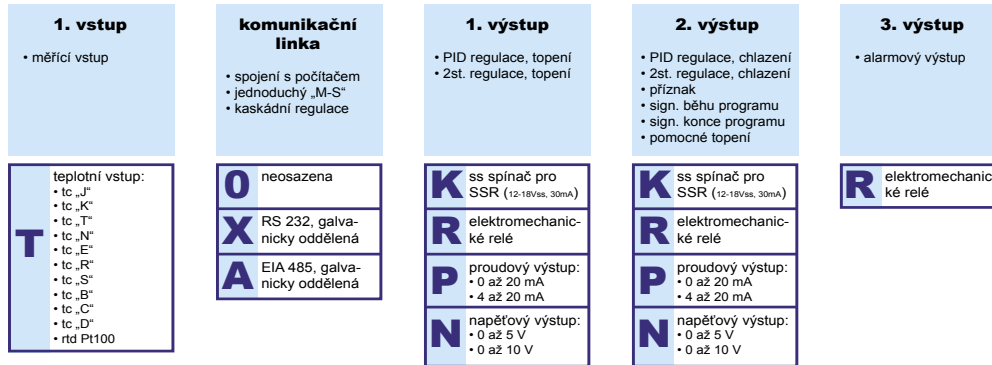 1. vstup
• měřící vstup
T
teplotní vstup:
• tc „J“
• tc „K“
• tc „T“
• tc „N“
• tc „E“
• tc „R“
• tc „S“
• tc „B“
• tc „C“
• tc „D“
• rtd Pt100
komunikační
linka
• spojení s počítačem
• jednoduchý „M-S“
• kaskádní regulace
0
neosazena
X
RS 232, galva-
nicky oddělená
A
EIA 485, galva-
nicky oddělená
1. výstup
• PID regulace, topení
• 2st. regulace, topení
K
ss spínač pro
SSR (12-18Vss, 30mA)
R
elektromechanic-
ké relé
P
proudový výstup:
• 0 až 20 mA
• 4 až 20 mA
N
napěťový výstup:
• 0 až 5 V
• 0 až 10 V
2. výstup
• PID regulace, chlazení
• 2st. regulace, chlazení
• příznak
• sign. běhu programu
• sign. konce programu
• pomocné topení
K
ss spínač pro
SSR (12-18Vss, 30mA)
R
elektromechanic-
ké relé
P
proudový výstup:
• 0 až 20 mA
• 4 až 20 mA
N
napěťový výstup:
• 0 až 5 V
• 0 až 10 V
3. výstup
• alarmový výstup
R
elektromechanic
ké relé